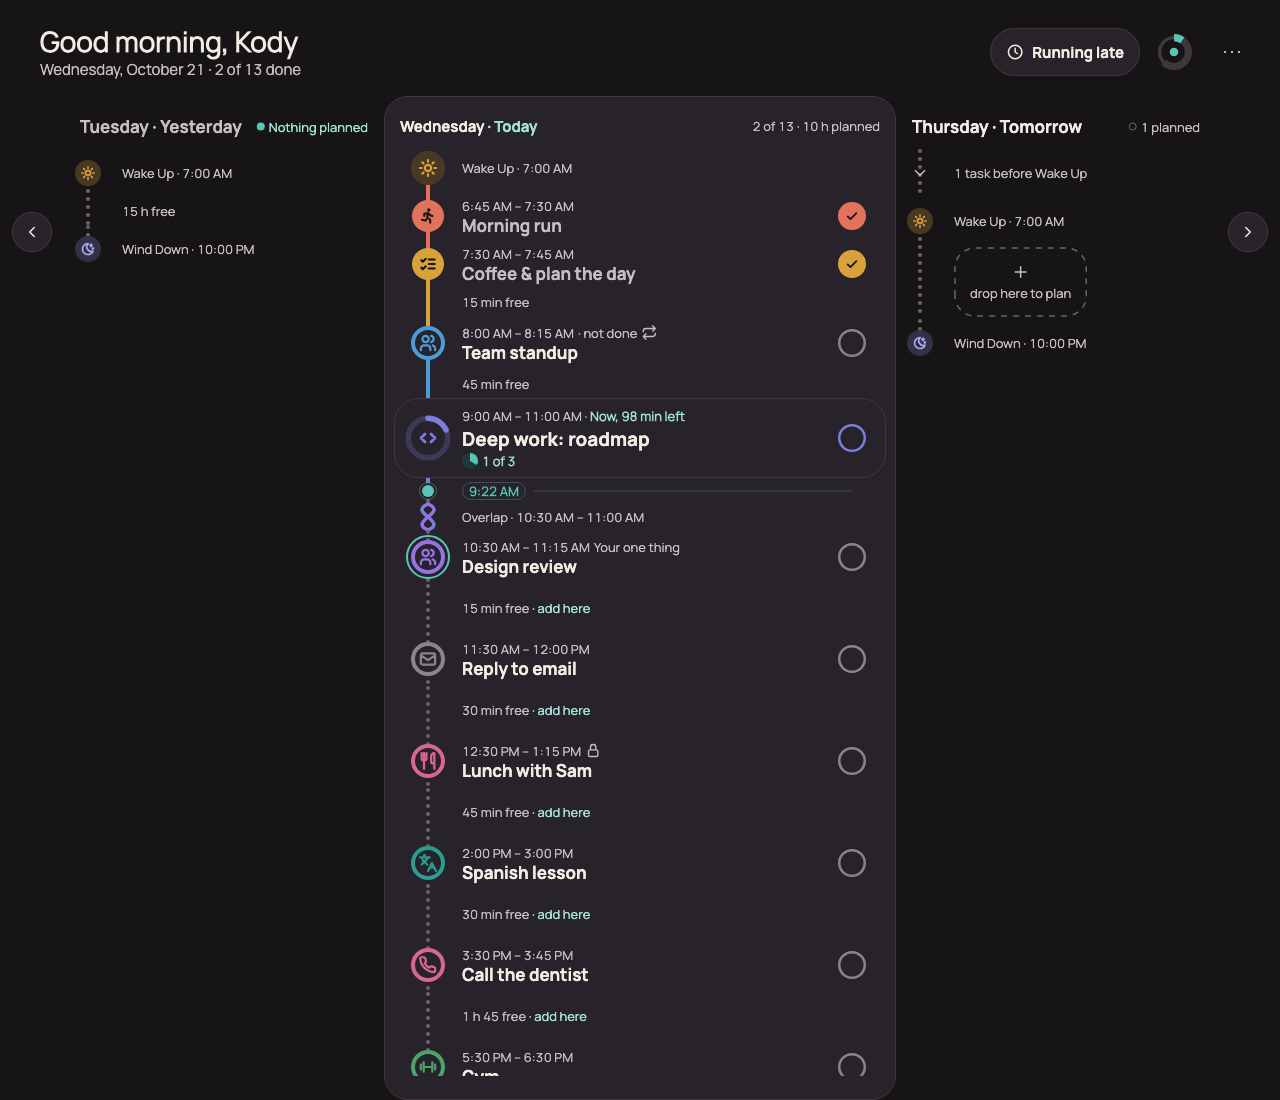 Good morning, Kody
Wednesday, October 21 · 2 of 13 done
Running late
Tuesday · Yesterday
Nothing planned
Wake Up · 7:00 AM
15 h free
Wind Down · 10:00 PM
Wednesday · Today
2 of 13 · 10 h planned
Wake Up · 7:00 AM
6:45 AM – 7:30 AM
Morning run
7:30 AM – 7:45 AM
Coffee & plan the day
15 min free
8:00 AM – 8:15 AM · not done
Team standup
45 min free
9:00 AM – 11:00 AM · Now, 98 min left
Deep work: roadmap
1 of 3
9:22 AM
Overlap · 10:30 AM – 11:00 AM
10:30 AM – 11:15 AM Your one thing
Design review
15 min free · add here
11:30 AM – 12:00 PM
Reply to email
30 min free · add here
12:30 PM – 1:15 PM
Lunch with Sam
45 min free · add here
2:00 PM – 3:00 PM
Spanish lesson
30 min free · add here
3:30 PM – 3:45 PM
Call the dentist
1 h 45 free · add here
5:30 PM – 6:30 PM
Gym
Thursday · Tomorrow
1 planned
1 task before Wake Up
Wake Up · 7:00 AM
drop here to plan
Wind Down · 10:00 PM